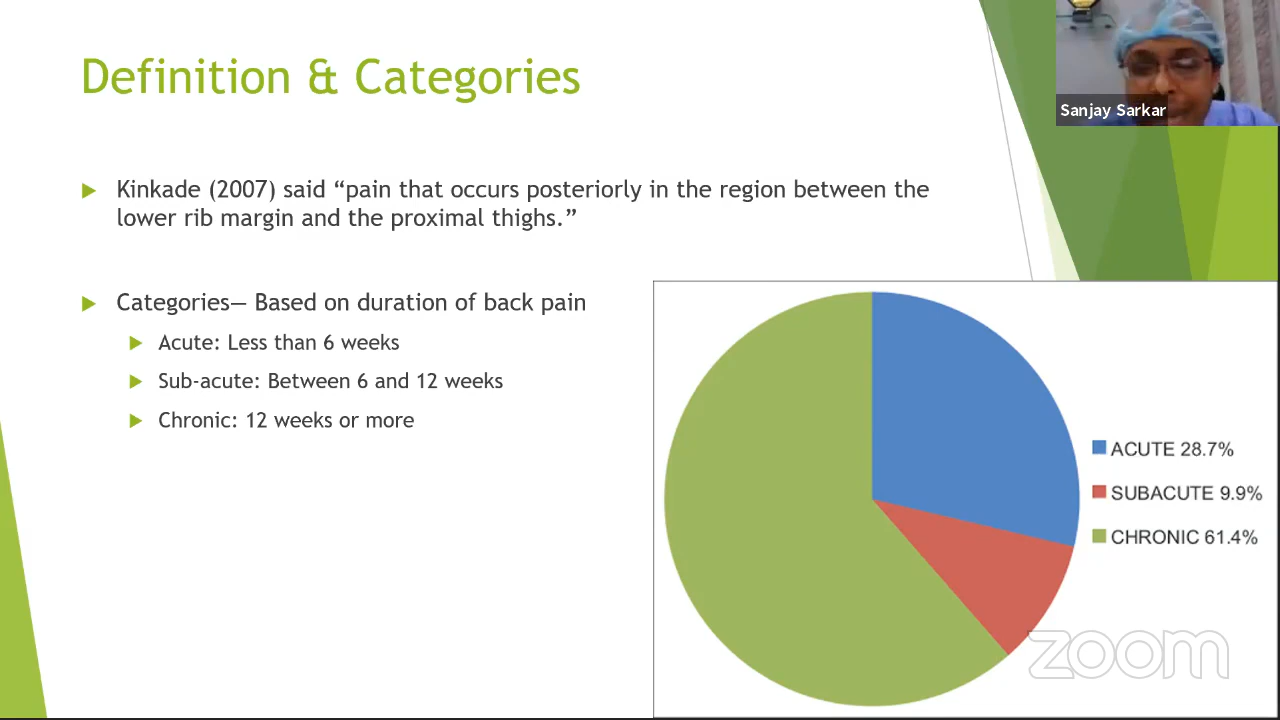 Definition & Categories
Sanjay Sarkar
Kinkade (2007) said “pain that occurs posteriorly in the region between the
lower rib margin and the proximal thighs.”
Categories— Based on duration of back pain
Acute: Less than 6 weeks
Sub-acute: Between 6 and 12 weeks
Chronic: 12 weeks or more
ACUTE 28.7%
SUBACUTE 9.9%
CHRONIC 61.4%
zoom